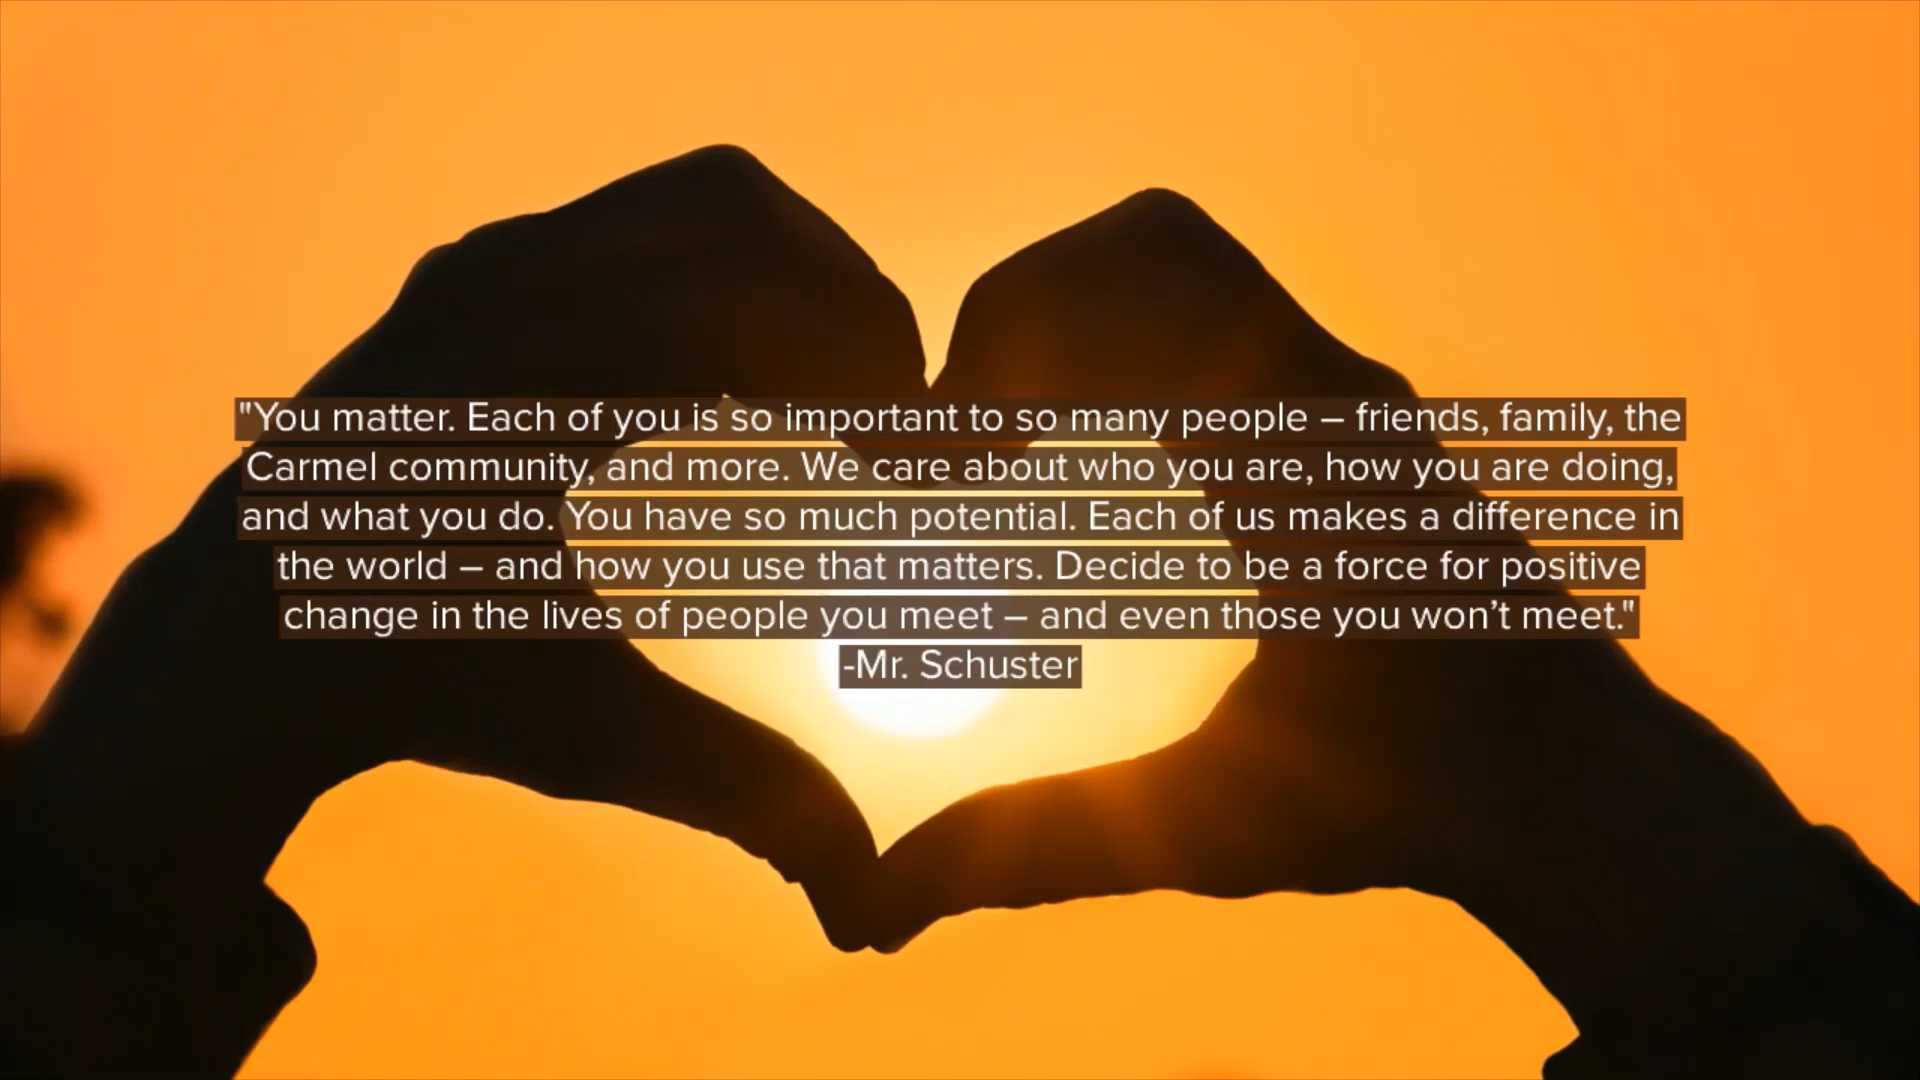 "You matter. Each of you is so important to so many people – friends, family, the
Carmel community, and more. We care about who you are, how you are doing,
and what you do. You have so much potential. Each of us makes a difference in
the world – and how you use that matters. Decide to be a force for positive
change in the lives of people you meet – and even those you won’t meet."
-Mr. Schuster